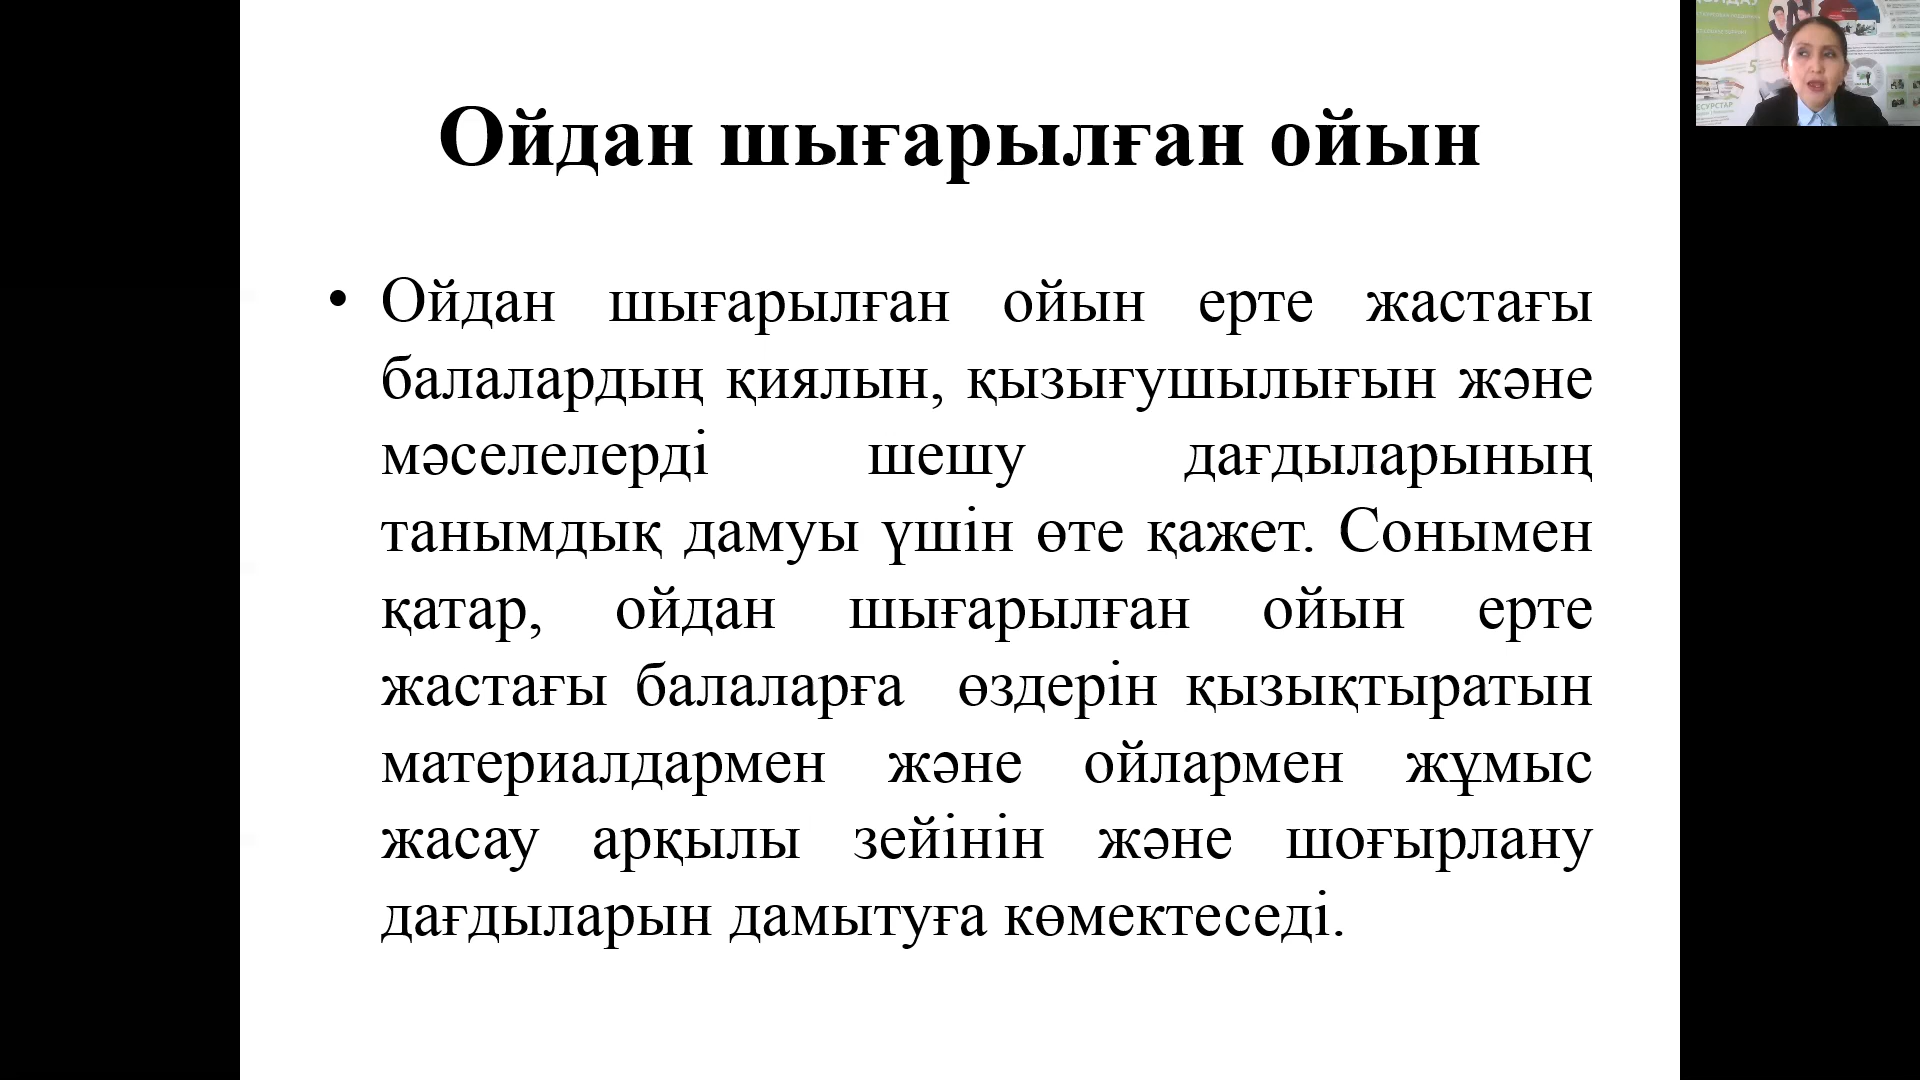 Ойдан шығарылған ойын
• Ойдан шығарылған ойын ерте жастағы
балалардың қиялын, қызығушылығын және
мәселелерді шешу дағдыларының
танымдық дамуы үшін өте қажет. Сонымен
қатар, ойдан шығарылған ойын ерте
жастағы балаларға өздерін қызықтыратын
материалдармен және ойлармен жұмыс
жасау арқылы зейінін және шоғырлану
дағдыларын дамытуға көмектеседі.
5